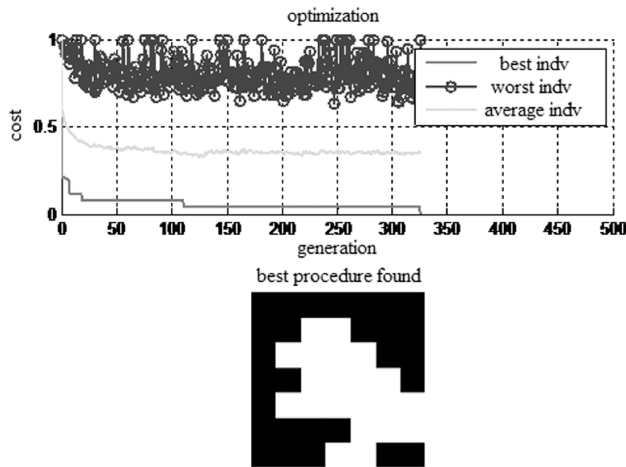 optimization
1
0.5
0
cost
best indv
worst indv
average indv
0 50 100 150 200 250 300 350 400 450 500
generation
best procedure found